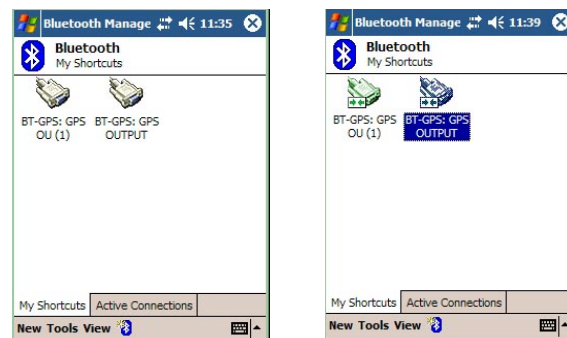 Bluetooth Manage 11:35
Bluetooth
My Shortcuts
BT-GPS: GPS OU (1)
BT-GPS: GPS OUTPUT
My Shortcuts Active Connections
New Tools View
Bluetooth Manage 11:39
Bluetooth
My Shortcuts
BT-GPS: GPS OU (1)
BT-GPS: GPS OUTPUT
My Shortcuts Active Connections
New Tools View